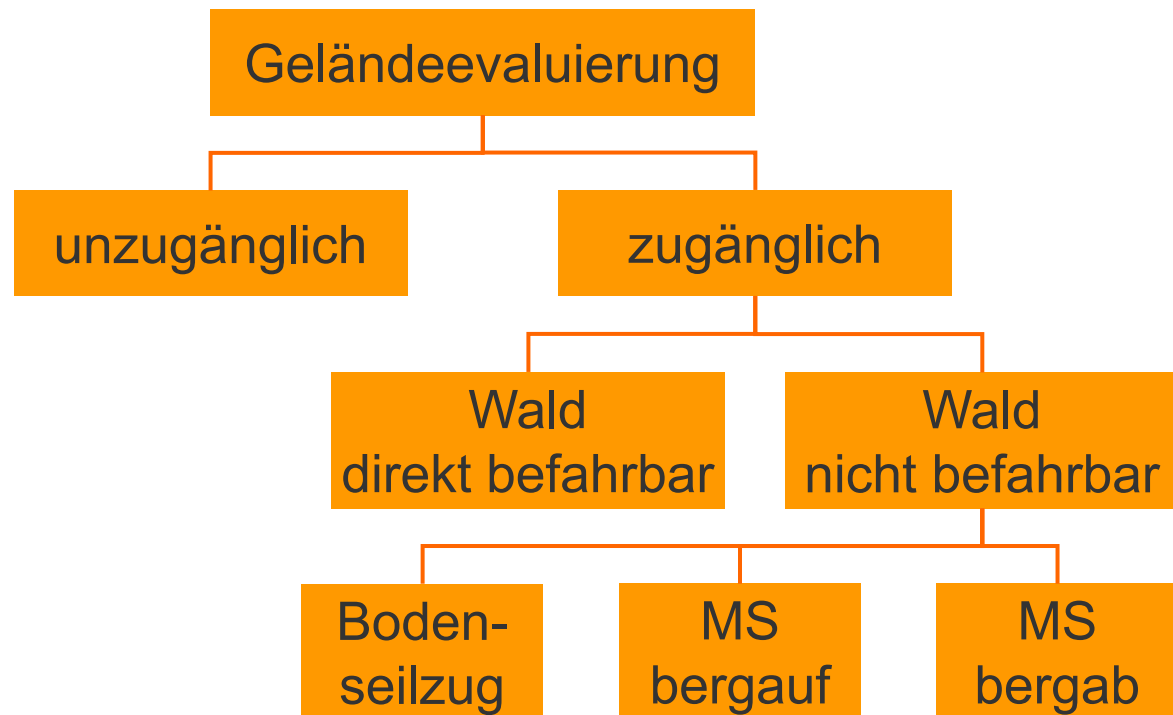 Geländeevaluierung
unzugänglich
zugänglich
Wald
direkt befahrbar
Wald
nicht befahrbar
Boden-
seilzug
MS
bergauf
MS
bergab